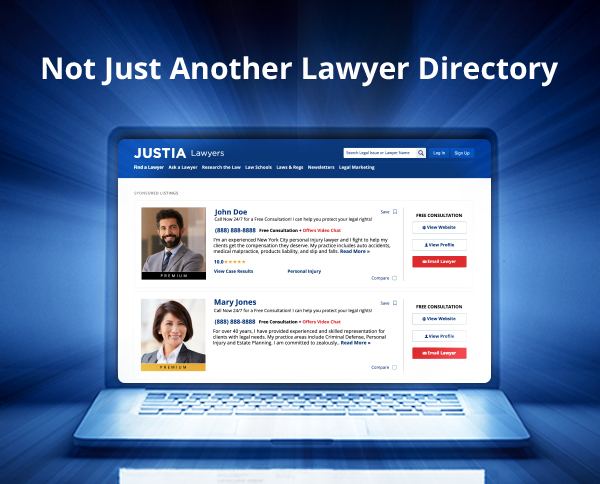 Not Just Another Lawyer Directory
JUSTIA Lawyers
Search Legal Issue or Lawyer Name
Log In Sign Up
Find a Lawyer Ask a Lawyer Research the Law Law Schools Laws & Regs Newsletters Legal Marketing
SPONSORED LISTINGS
John Doe
Save
Call Now 24/7 for a Free Consultation! I can help you protect your legal rights!
(888) 888-8888 Free Consultation + Offers Video Chat
I'm an experienced New York City personal injury lawyer and I fight to help my
clients get the compensation they deserve. My practice includes auto accidents,
medical malpractice, products liability, and slip and falls. Read More »
10.0 ★★★★★
View Case Results Personal Injury
Compare
PREMIUM
FREE CONSULTATION
View Website
View Profile
Email Lawyer
Mary Jones
Save
Call Now 24/7 for a Free Consultation! I can help you protect your legal rights!
(888) 888-8888 Free Consultation + Offers Video Chat
For over 40 years, I have provided experienced and skilled representation for
clients with legal needs. My practice areas include Criminal Defense, Personal
Injury and Estate Planning. I am committed to zealously.. Read More »
Compare
PREMIUM
FREE CONSULTATION
View Website
View Profile
Email Lawyer